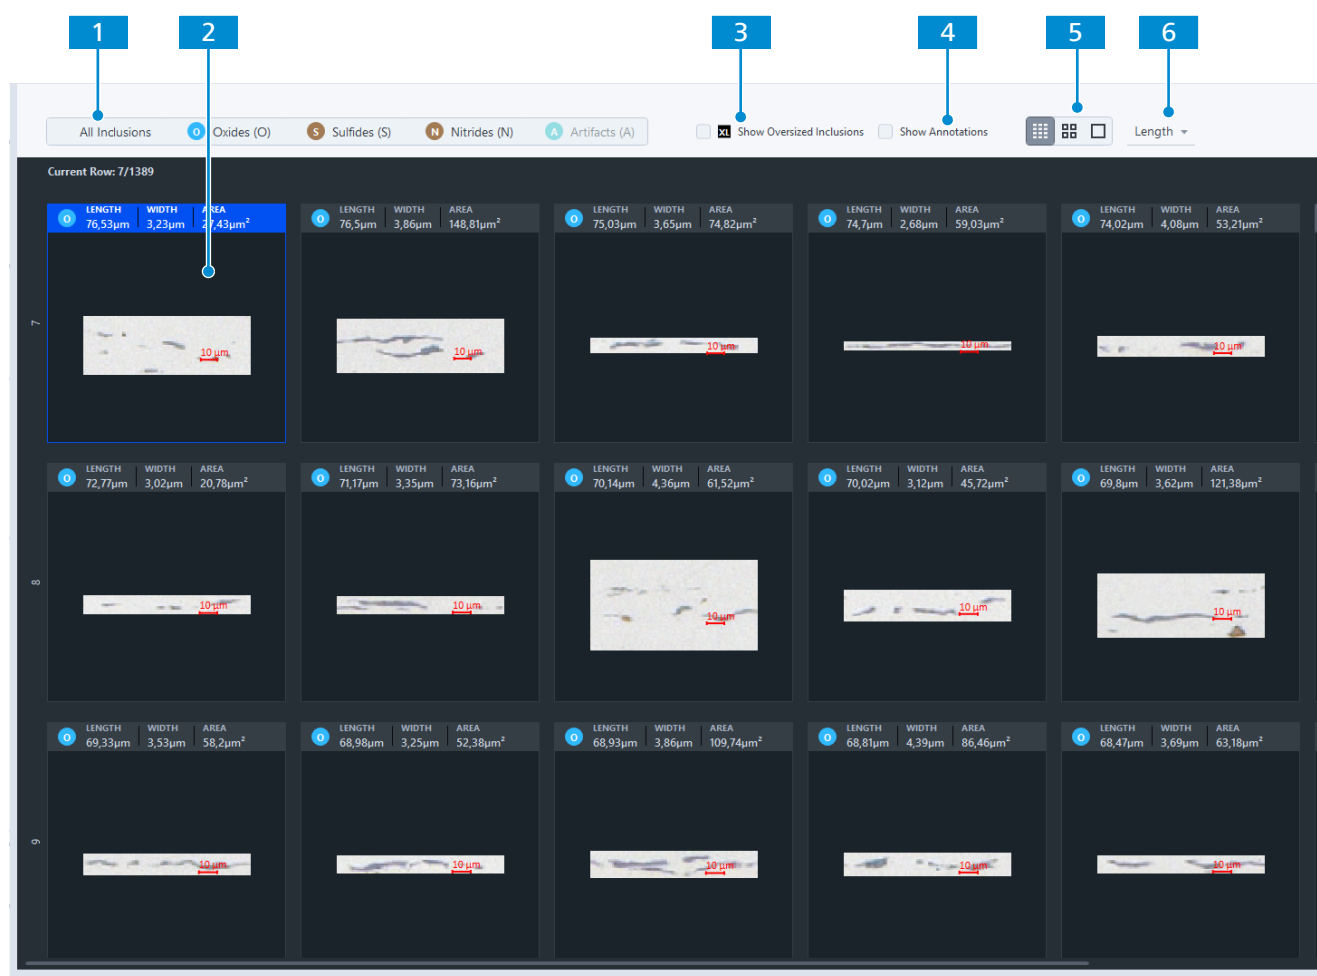 1 2 3 4 5 6
All Inclusions O Oxides (O) S Sulfides (S) N Nitrides (N) A Artifacts (A) XL Show Oversized Inclusions Show Annotations Length
Current Row: 7/1389
O LENGTH WIDTH AREA O LENGTH WIDTH AREA O LENGTH WIDTH AREA O LENGTH WIDTH AREA O LENGTH WIDTH AREA
76,53µm 3,23µm 27,43µm² 76,5µm 3,86µm 148,81µm² 75,03µm 3,65µm 74,82µm² 74,7µm 2,68µm 59,03µm² 74,02µm 4,08µm 53,21µm²
7
10 µm 10 µm 10 µm 10 µm 10 µm
O LENGTH WIDTH AREA O LENGTH WIDTH AREA O LENGTH WIDTH AREA O LENGTH WIDTH AREA O LENGTH WIDTH AREA
72,77µm 3,02µm 20,78µm² 71,17µm 3,35µm 73,16µm² 70,14µm 4,36µm 61,52µm² 70,02µm 3,12µm 45,72µm² 69,8µm 3,62µm 121,38µm²
8
10 µm 10 µm 10 µm 10 µm 10 µm
O LENGTH WIDTH AREA O LENGTH WIDTH AREA O LENGTH WIDTH AREA O LENGTH WIDTH AREA O LENGTH WIDTH AREA
69,33µm 3,53µm 58,2µm² 68,98µm 3,25µm 52,38µm² 68,93µm 3,86µm 109,74µm² 68,81µm 4,39µm 86,46µm² 68,47µm 3,69µm 63,18µm²
9
10 µm 10 µm 10 µm 10 µm 10 µm